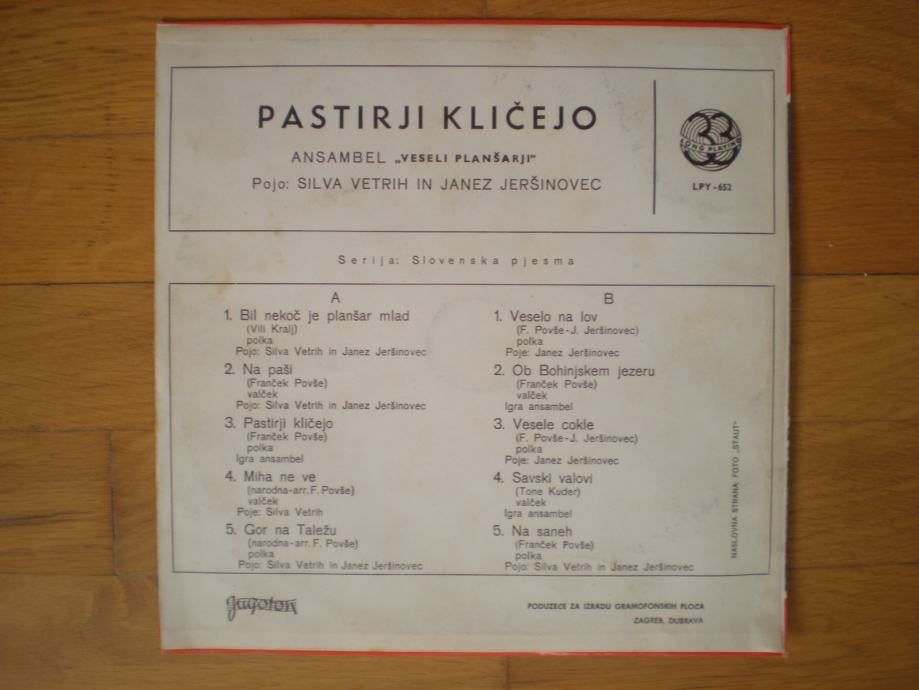 PASTIRJI KLIČEJO
ANSAMBEL „VESELI PLANŠARJI"
Pojo: SILVA VETRIH IN JANEZ JERŠINOVEC
33
LONG PLAYING
LPY-652
Serija: Slovenska pjesma
A
1. Bil nekoč je planšar mlad
(Vili Kralj)
polka
Pojo: Silva Vetrih in Janez Jeršinovec
2. Na paši
(Franček Povše)
valček
Pojo: Silva Vetrih in Janez Jeršinovec
3. Pastirji kličejo
(Franček Povše)
polka
Igra ansambel
4. Miha ne ve
(narodna-arr. F. Povše)
valček
Poje: Silva Vetrih
5. Gor na Taležu
(narodna-arr. F. Povše)
polka
Pojo: Silva Vetrih in Janez Jeršinovec
B
1. Veselo na lov
(F. Povše-J. Jeršinovec)
polka
Poje: Janez Jeršinovec
2. Ob Bohinjskem jezeru
(Franček Povše)
valček
Igra ansambel
3. Vesele cokle
(F. Povše-J. Jeršinovec)
polka
Poje: Janez Jeršinovec
4. Savski valovi
(Tone Kuder)
valček
Igra ansambel
5. Na saneh
(Franček Povše)
polka
Pojo: Silva Vetrih in Janez Jeršinovec
NASLOVNA STRANA FOTO „STAUT"
Jugoton
PODUZEĆE ZA IZRADU GRAMOFONSKIH PLOČA
ZAGREB, DUBRAVA